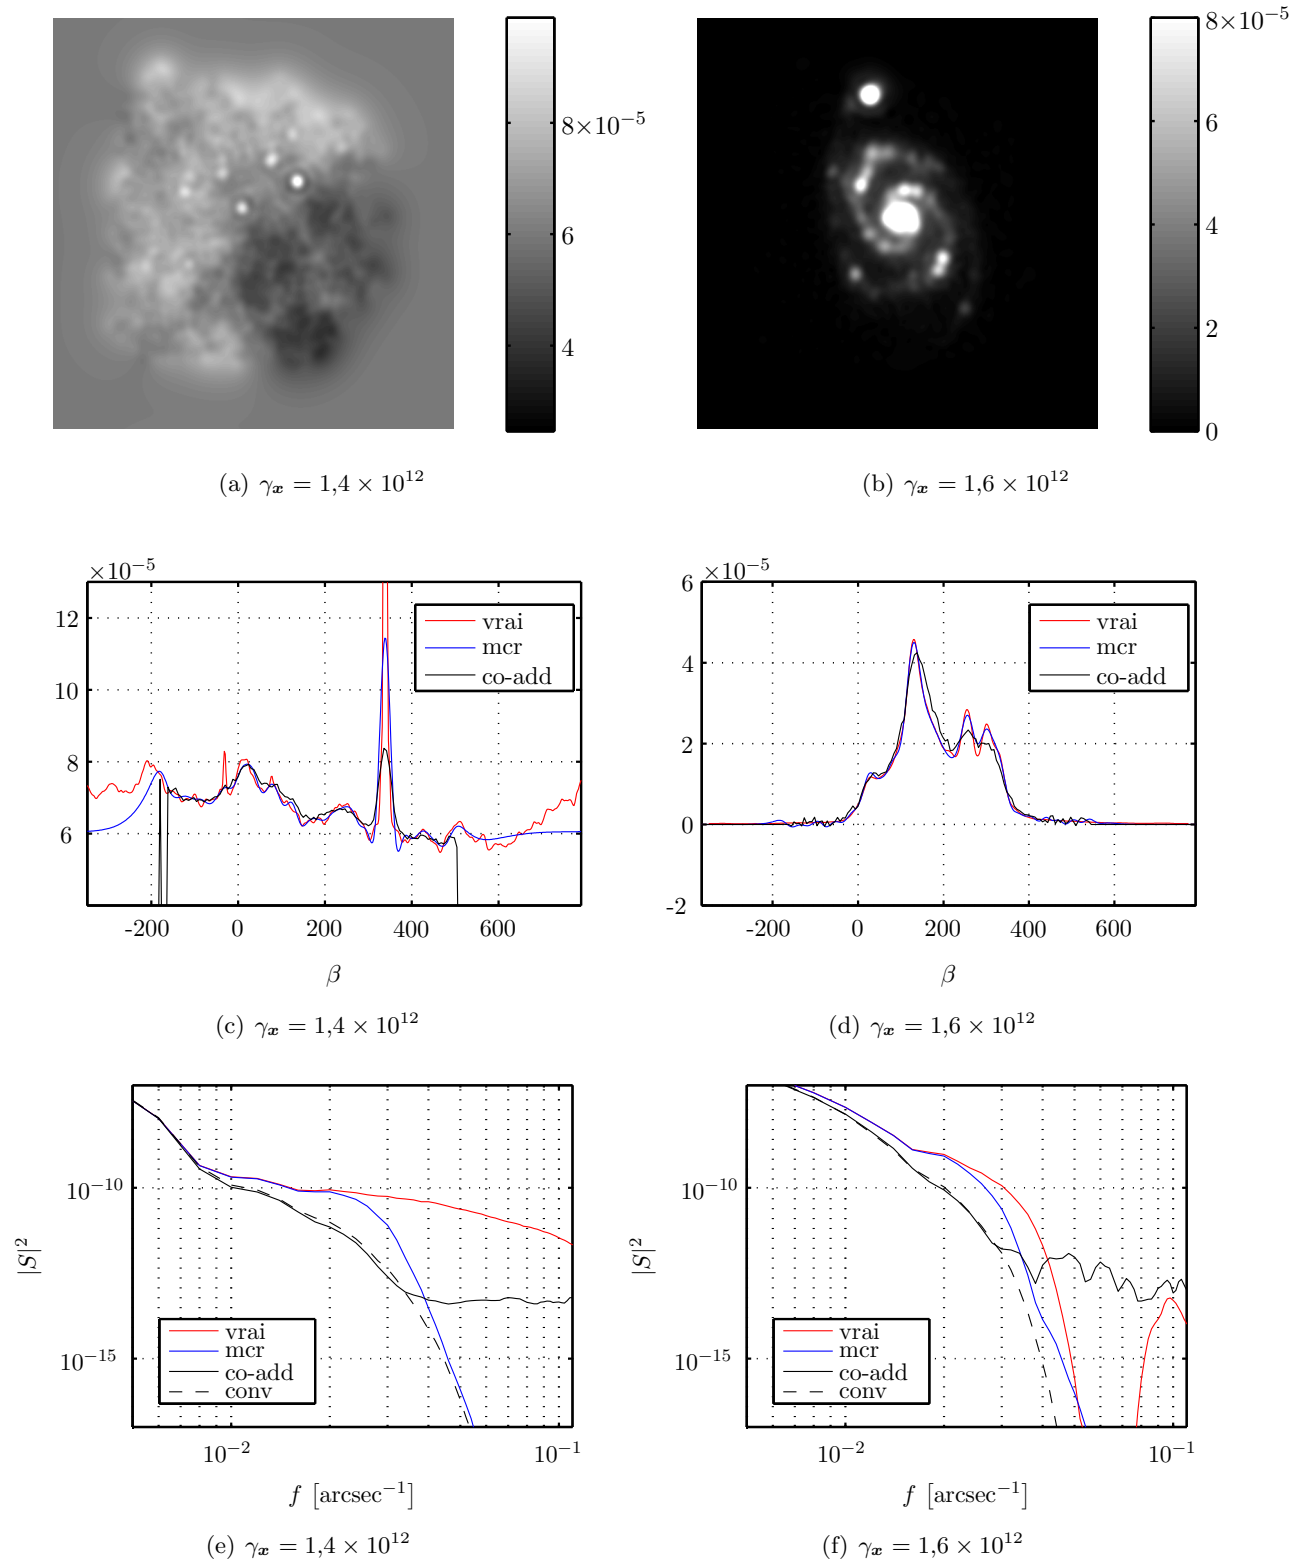 8×10⁻⁵
6
4
8×10⁻⁵
6
4
2
0
(a) γₓ = 1,4 × 10¹²
(b) γₓ = 1,6 × 10¹²
×10⁻⁵
12
10
8
6
vrai
mcr
co-add
-200 0 200 400 600
β
(c) γₓ = 1,4 × 10¹²
6 ×10⁻⁵
4
2
0
-2
vrai
mcr
co-add
-200 0 200 400 600
β
(d) γₓ = 1,6 × 10¹²
|S|²
10⁻¹⁰
10⁻¹⁵
vrai
mcr
co-add
conv
10⁻² 10⁻¹
f [arcsec⁻¹]
(e) γₓ = 1,4 × 10¹²
|S|²
10⁻¹⁰
10⁻¹⁵
vrai
mcr
co-add
conv
10⁻² 10⁻¹
f [arcsec⁻¹]
(f) γₓ = 1,6 × 10¹²